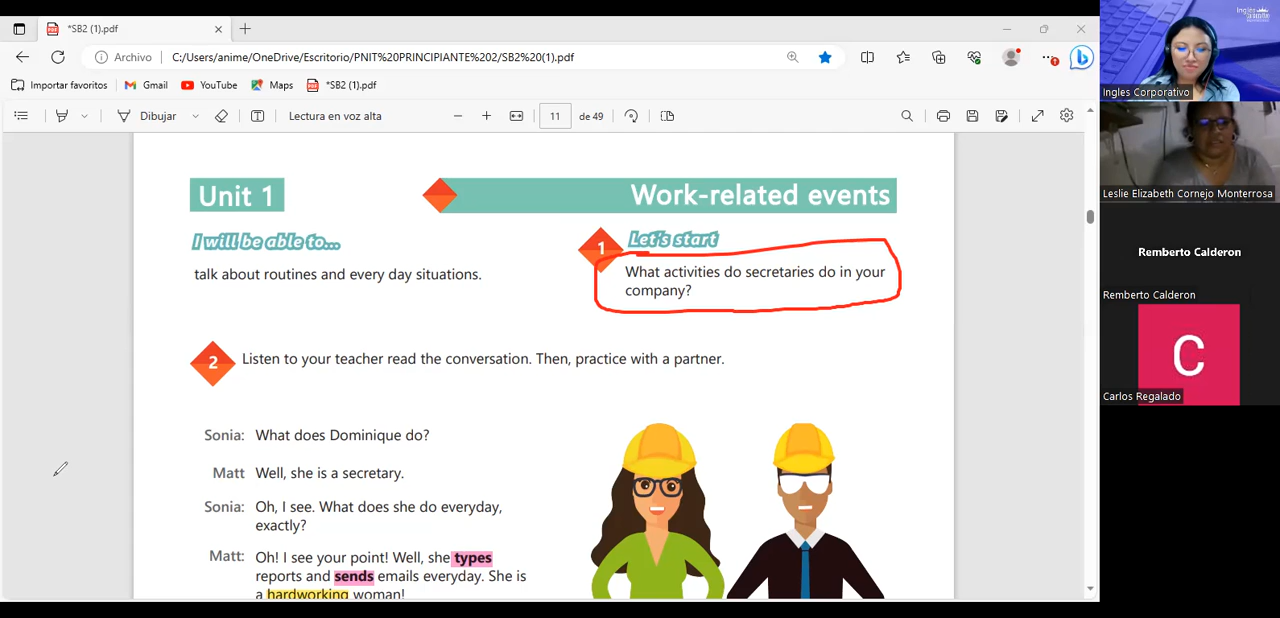 *SB2 (1).pdf
Archivo
C:/Users/anime/OneDrive/Escritorio/PNIT%20PRINCIPIANTE%202/SB2%20(1).pdf
Importar favoritos
Gmail
YouTube
Maps
*SB2 (1).pdf
Dibujar
Lectura en voz alta
11
de 49
Unit 1
Work-related events
I will be able to...
talk about routines and every day situations.
1
Let's start
What activities do secretaries do in your
company?
2
Listen to your teacher read the conversation. Then, practice with a partner.
Sonia: What does Dominique do?
Matt Well, she is a secretary.
Sonia: Oh, I see. What does she do everyday,
exactly?
Matt: Oh! I see your point! Well, she types
reports and sends emails everyday. She is
a hardworking woman!
Ingles Corporativo
Leslie Elizabeth Cornejo Monterrosa
Remberto Calderon
Remberto Calderon
C
Carlos Regalado